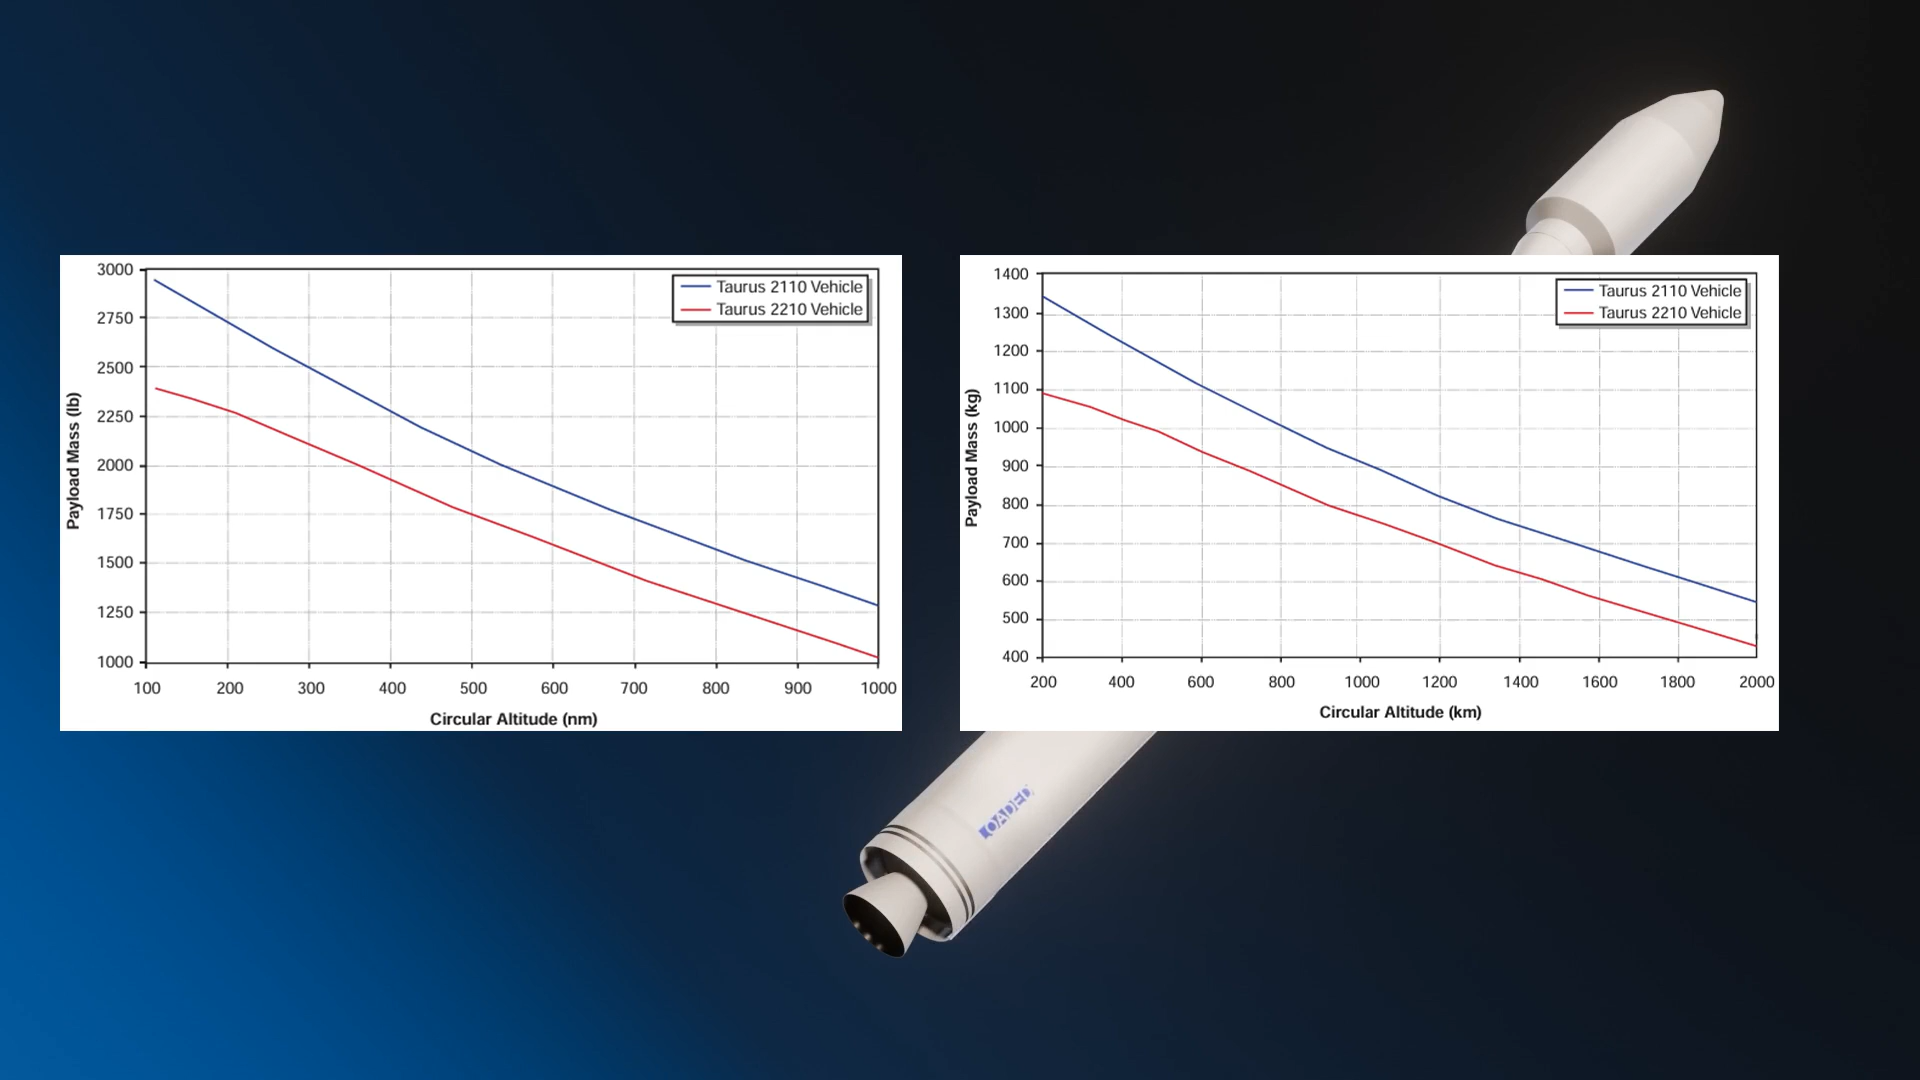 3000
2750
2500
2250
2000
1750
1500
1250
1000
Payload Mass (lb)
Taurus 2110 Vehicle
Taurus 2210 Vehicle
100 200 300 400 500 600 700 800 900 1000
Circular Altitude (nm)
1400
1300
1200
1100
1000
900
800
700
600
500
400
Payload Mass (kg)
Taurus 2110 Vehicle
Taurus 2210 Vehicle
200 400 600 800 1000 1200 1400 1600 1800 2000
Circular Altitude (km)
LOADED